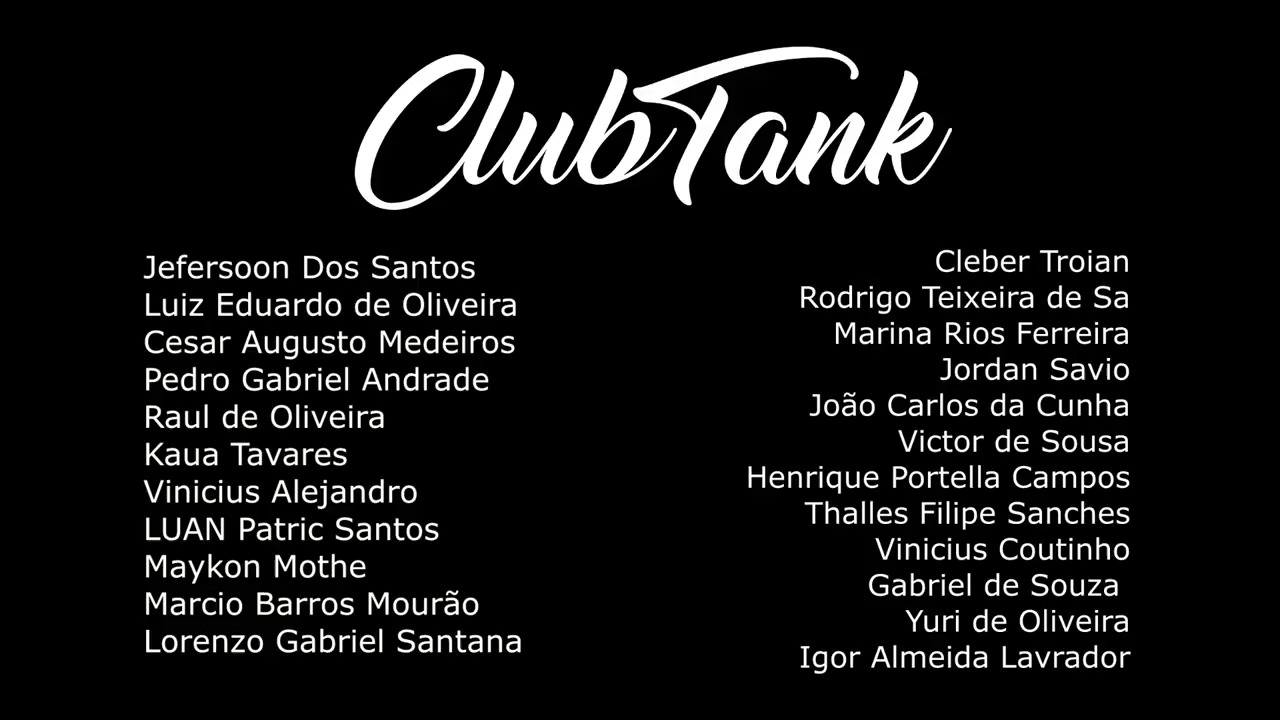 ClubTank
Jefersoon Dos Santos
Luiz Eduardo de Oliveira
Cesar Augusto Medeiros
Pedro Gabriel Andrade
Raul de Oliveira
Kaua Tavares
Vinicius Alejandro
LUAN Patric Santos
Maykon Mothe
Marcio Barros Mourão
Lorenzo Gabriel Santana
Cleber Troian
Rodrigo Teixeira de Sa
Marina Rios Ferreira
Jordan Savio
João Carlos da Cunha
Victor de Sousa
Henrique Portella Campos
Thalles Filipe Sanches
Vinicius Coutinho
Gabriel de Souza
Yuri de Oliveira
Igor Almeida Lavrador